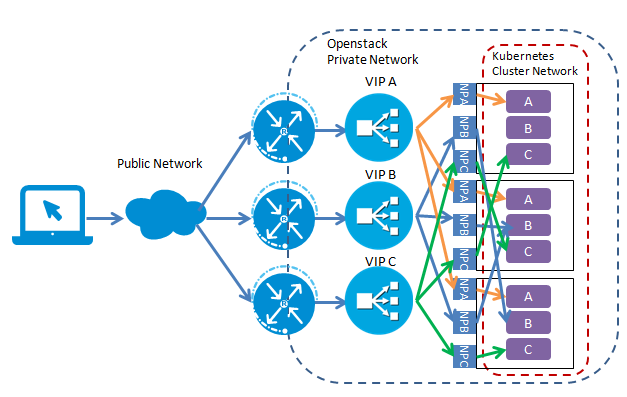 Openstack
Private Network
Kubernetes
Cluster Network
Public Network
VIP A
VIP B
VIP C
R
R
R
NPA
NPB
NPC
A
B
C
NPA
NPB
NPC
A
B
C
NPA
NPB
NPC
A
B
C